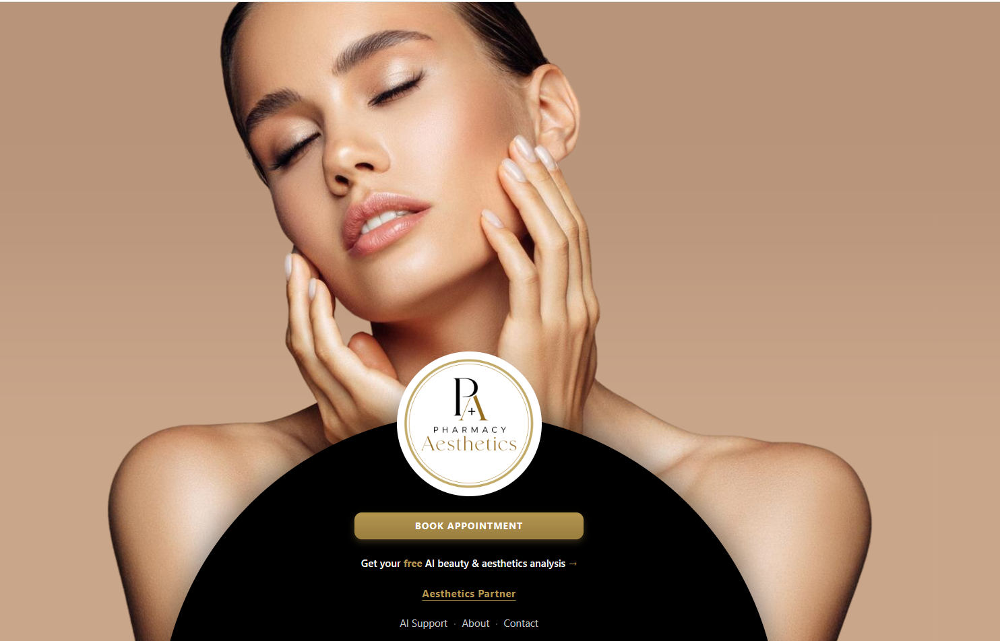 PA
+
PHARMACY
Aesthetics
BOOK APPOINTMENT
Get your free AI beauty & aesthetics analysis →
Aesthetics Partner
AI Support · About · Contact